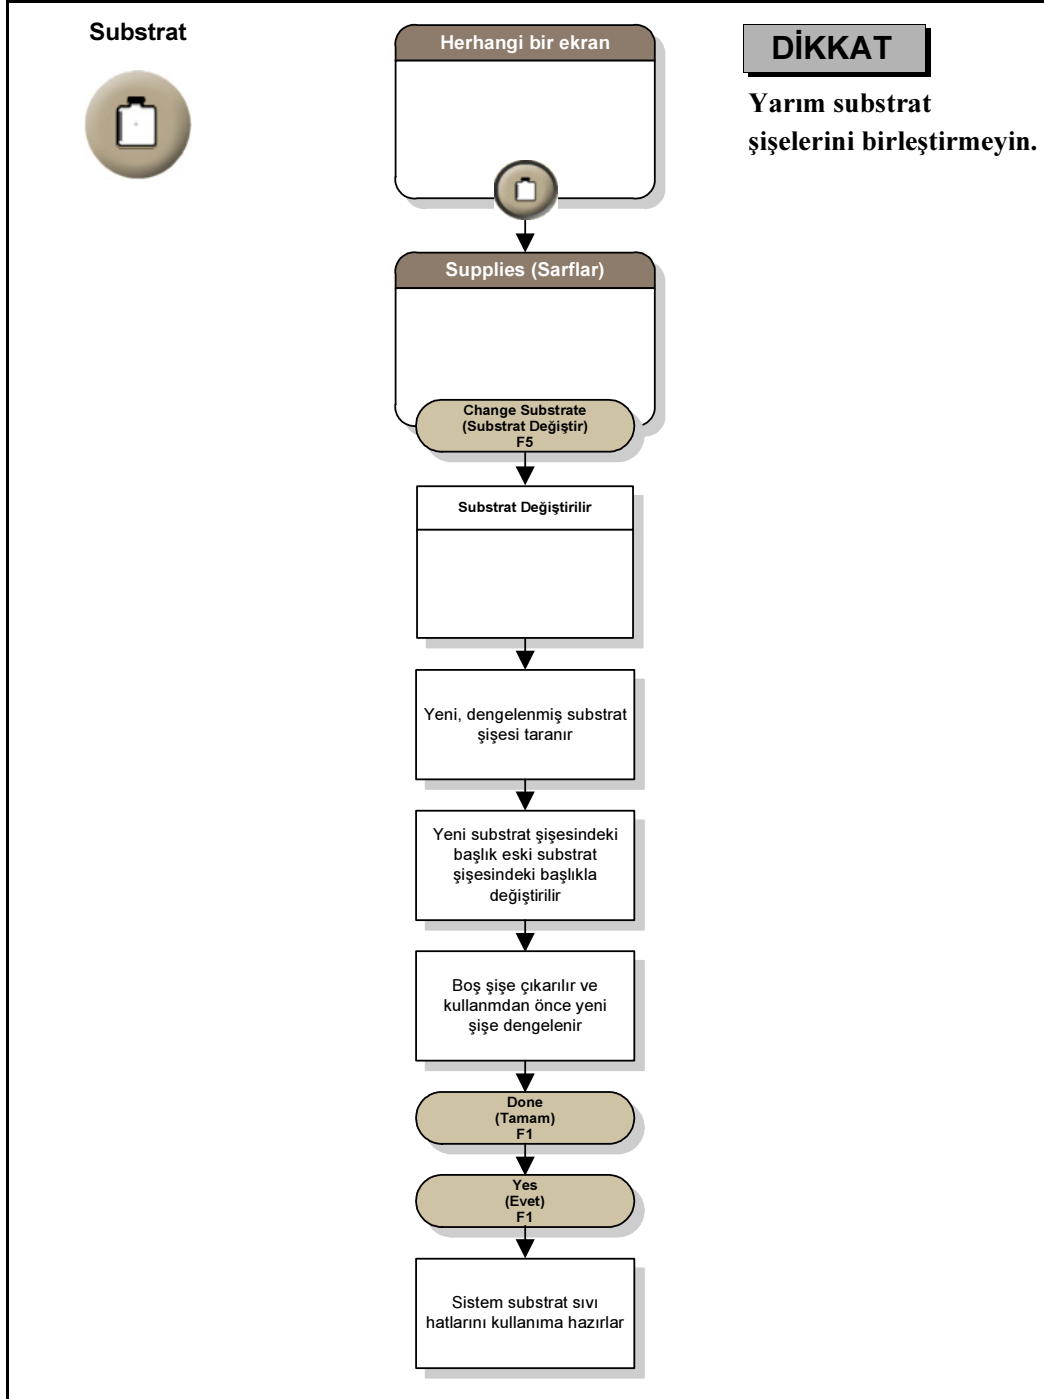 Substrat
Herhangi bir ekran
DİKKAT
Yarım substrat
şişelerini birleştirmeyin.
Supplies (Sarflar)
Change Substrate
(Substrat Değiştir)
F5
Substrat Değiştirilir
Yeni, dengelenmiş substrat
şişesi taranır
Yeni substrat şişesindeki
başlık eski substrat
şişesindeki başlıkla
değiştirilir
Boş şişe çıkarılır ve
kullanmdan önce yeni
şişe dengelenir
Done
(Tamam)
F1
Yes
(Evet)
F1
Sistem substrat sıvı
hatlarını kullanıma hazırlar